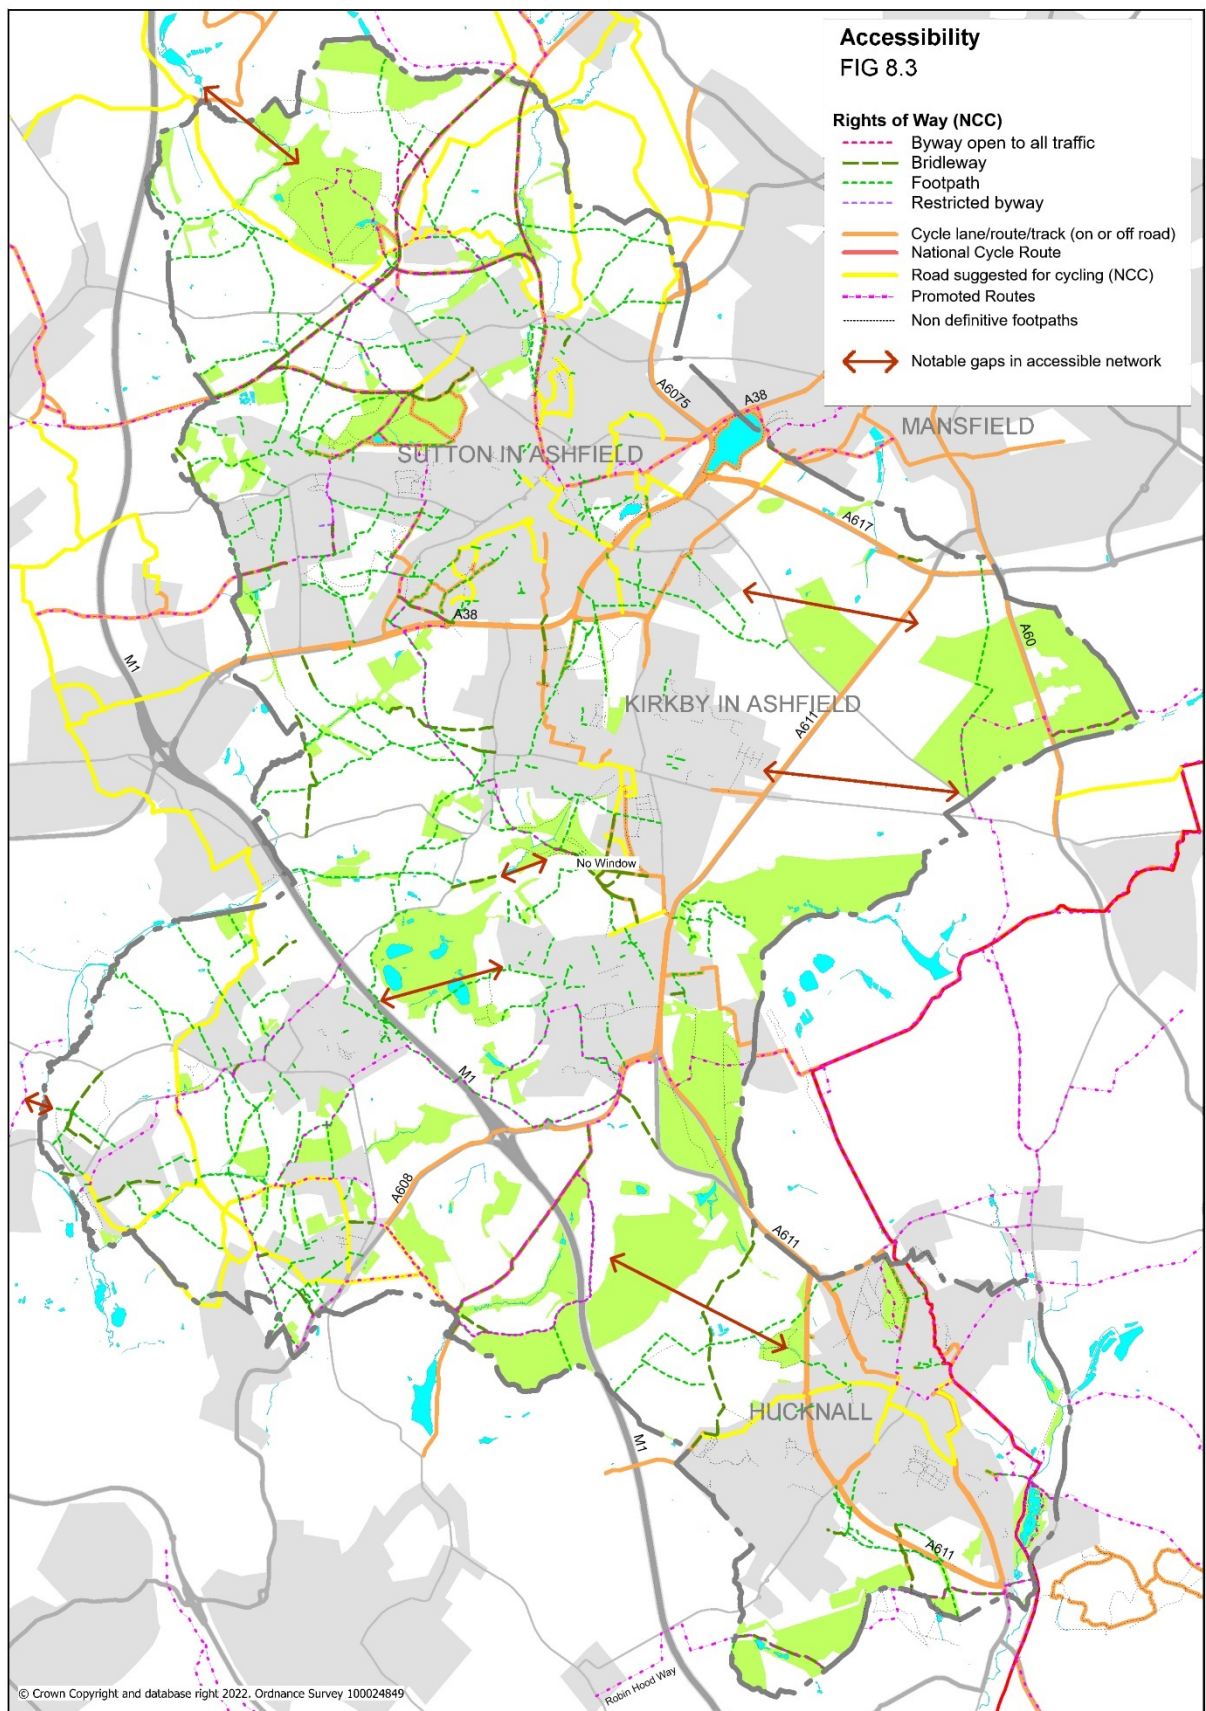 Accessibility
FIG 8.3
Rights of Way (NCC)
Byway open to all traffic
Bridleway
Footpath
Restricted byway
Cycle lane/route/track (on or off road)
National Cycle Route
Road suggested for cycling (NCC)
Promoted Routes
Non definitive footpaths
Notable gaps in accessible network
A6075
A38
MANSFIELD
SUTTON IN ASHFIELD
A617
A38
A60
M1
KIRKBY IN ASHFIELD
A611
No Window
M1
A608
A611
HUCKNALL
M1
A611
Robin Hood Way
© Crown Copyright and database right 2022. Ordnance Survey 100024849